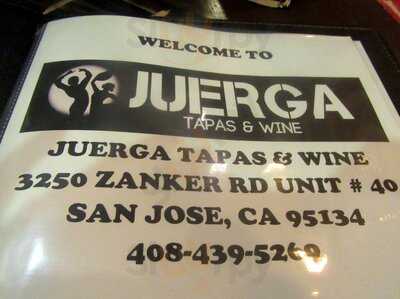 WELCOME TO
JUERGA
TAPAS & WINE
JUERGA TAPAS & WINE
3250 ZANKER RD UNIT # 40
SAN JOSE, CA 95134
408-439-5269